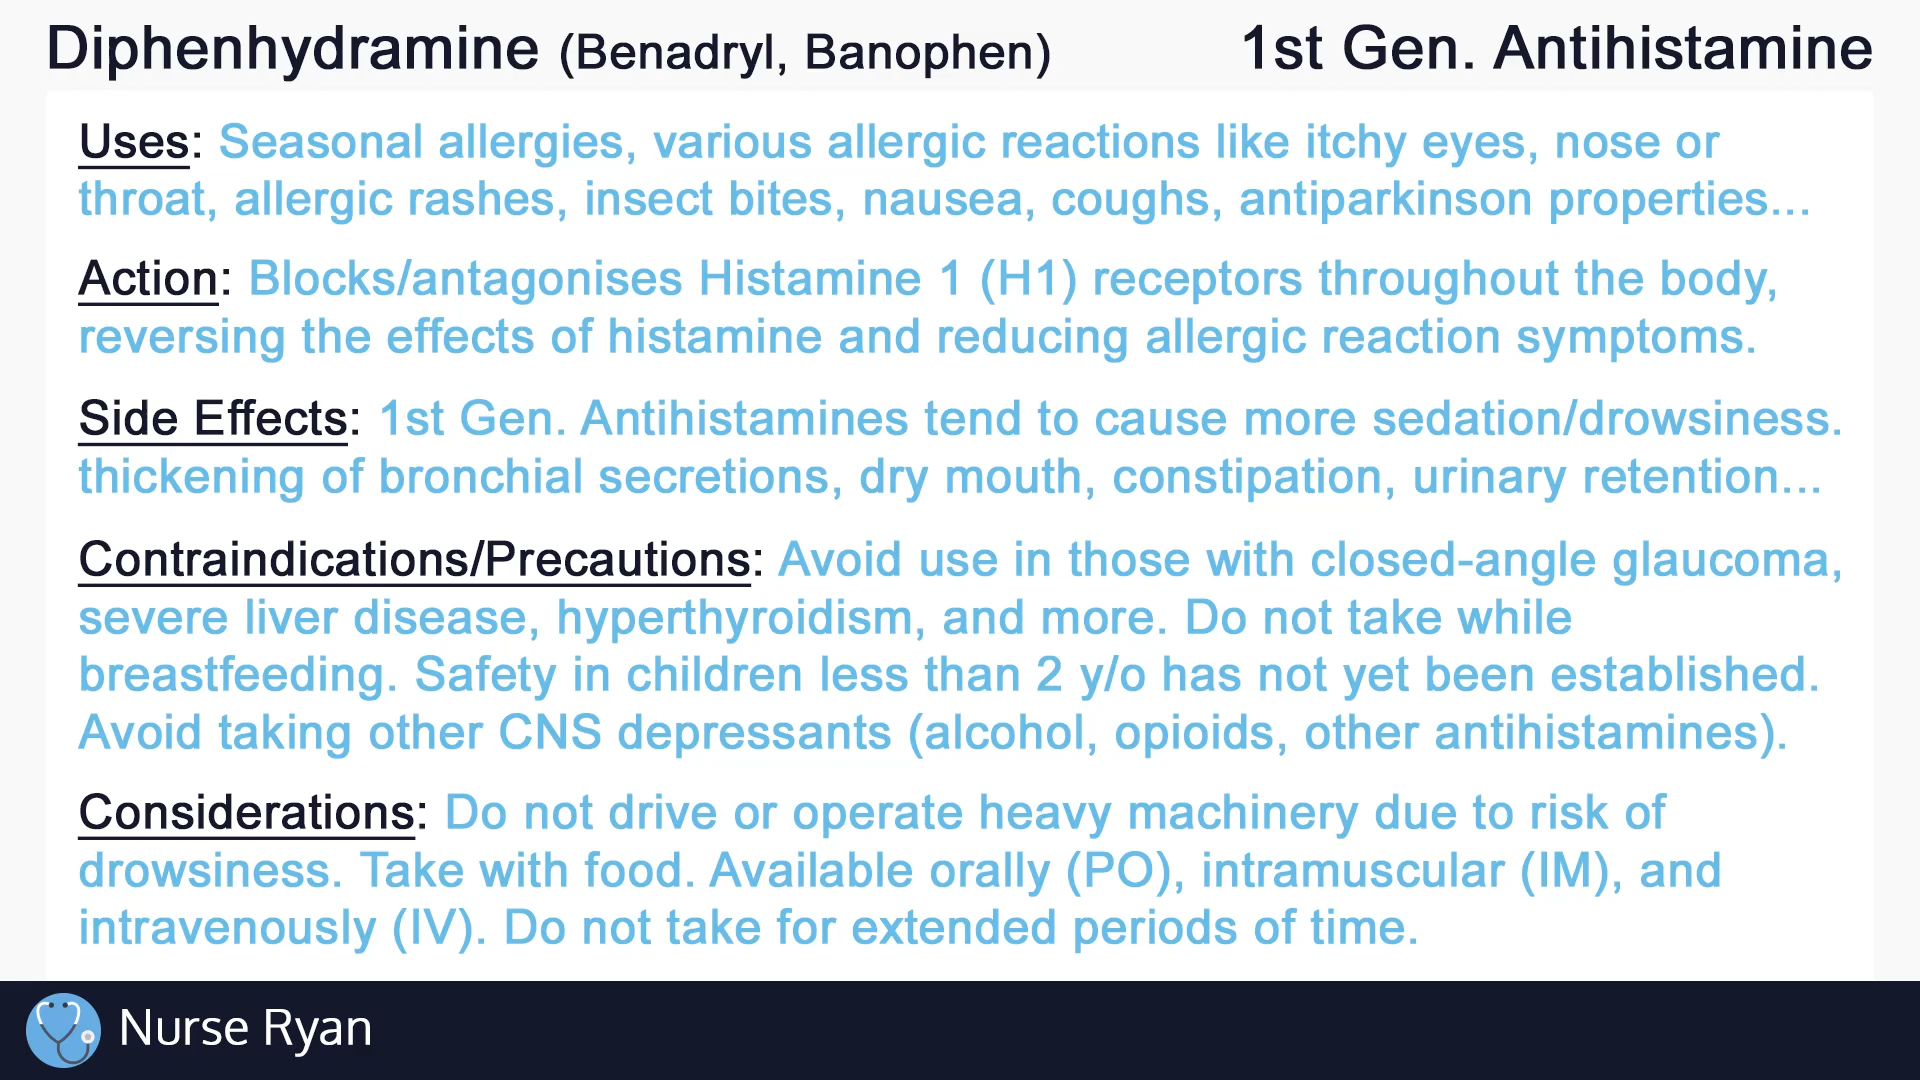 Diphenhydramine (Benadryl, Banophen) 1st Gen. Antihistamine
Uses: Seasonal allergies, various allergic reactions like itchy eyes, nose or
throat, allergic rashes, insect bites, nausea, coughs, antiparkinson properties...
Action: Blocks/antagonises Histamine 1 (H1) receptors throughout the body,
reversing the effects of histamine and reducing allergic reaction symptoms.
Side Effects: 1st Gen. Antihistamines tend to cause more sedation/drowsiness.
thickening of bronchial secretions, dry mouth, constipation, urinary retention...
Contraindications/Precautions: Avoid use in those with closed-angle glaucoma,
severe liver disease, hyperthyroidism, and more. Do not take while
breastfeeding. Safety in children less than 2 y/o has not yet been established.
Avoid taking other CNS depressants (alcohol, opioids, other antihistamines).
Considerations: Do not drive or operate heavy machinery due to risk of
drowsiness. Take with food. Available orally (PO), intramuscular (IM), and
intravenously (IV). Do not take for extended periods of time.
Nurse Ryan